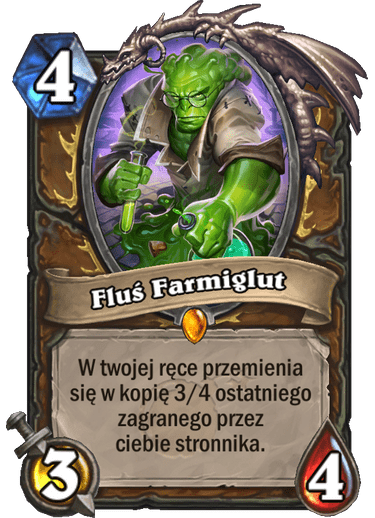 4
Fluś Farmiglut
W twojej ręce przemienia
się w kopię 3/4 ostatniego
zagranego przez
ciebie stronnika.
3
4